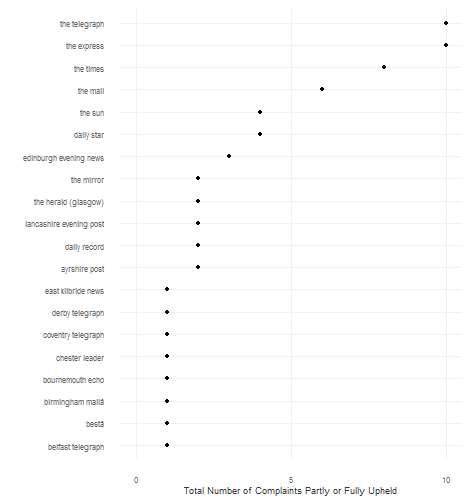 the telegraph
the express
the times
the mail
the sun
daily star
edinburgh evening news
the mirror
the herald (glasgow)
lancashire evening post
daily record
ayrshire post
east kilbride news
derby telegraph
coventry telegraph
chester leader
bournemouth echo
birmingham mailâ
bestâ
belfast telegraph
0 5 10
Total Number of Complaints Partly or Fully Upheld